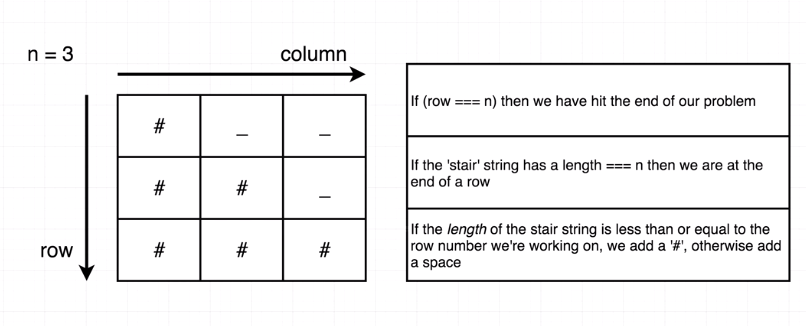 n = 3
column
row
# _ _
# # _
# # #
If (row === n) then we have hit the end of our problem
If the 'stair' string has a length === n then we are at the
end of a row
If the length of the stair string is less than or equal to the
row number we're working on, we add a '#', otherwise add
a space